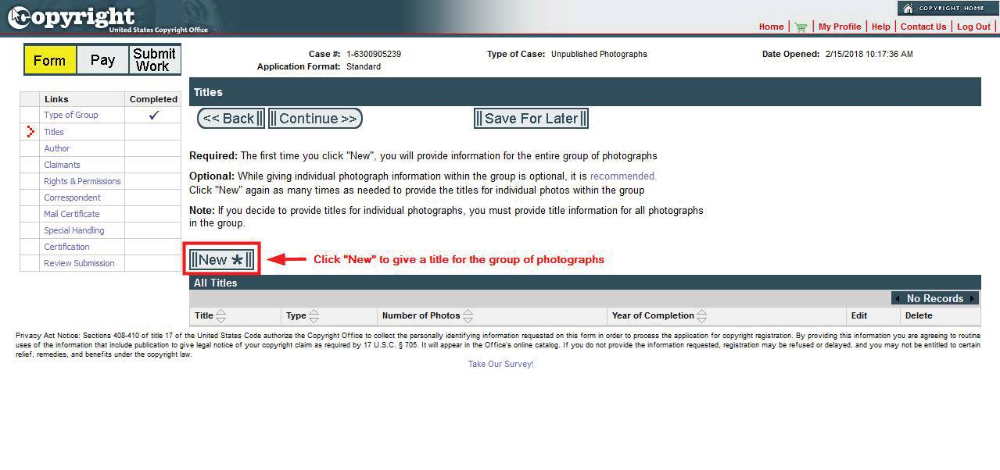 COPYRIGHT HOME
Copyright
United States Copyright Office
Home My Profile Help Contact Us Log Out
Form Pay Submit Work
Case #: 1-6300905239 Type of Case: Unpublished Photographs Date Opened: 2/15/2018 10:17:36 AM
Application Format: Standard
Links Completed
Type of Group
Titles
Author
Claimants
Rights & Permissions
Correspondent
Mail Certificate
Special Handling
Certification
Review Submission
Titles
<< Back Continue >> Save For Later
Required: The first time you click "New", you will provide information for the entire group of photographs
Optional: While giving individual photograph information within the group is optional, it is recommended.
Click "New" again as many times as needed to provide the titles for individual photos within the group
Note: If you decide to provide titles for individual photographs, you must provide title information for all photographs
in the group.
New * Click "New" to give a title for the group of photographs
All Titles
No Records
Title Type Number of Photos Year of Completion Edit Delete
Privacy Act Notice: Sections 408-410 of title 17 of the United States Code authorize the Copyright Office to collect the personally identifying information requested on this form in order to process the application for copyright registration. By providing this information you are agreeing to routine
uses of the information that include publication to give legal notice of your copyright claim as required by 17 U.S.C. § 705. It will appear in the Office's online catalog. If you do not provide the information requested, registration may be refused or delayed, and you may not be entitled to certain
relief, remedies, and benefits under the copyright law.
Take Our Survey!